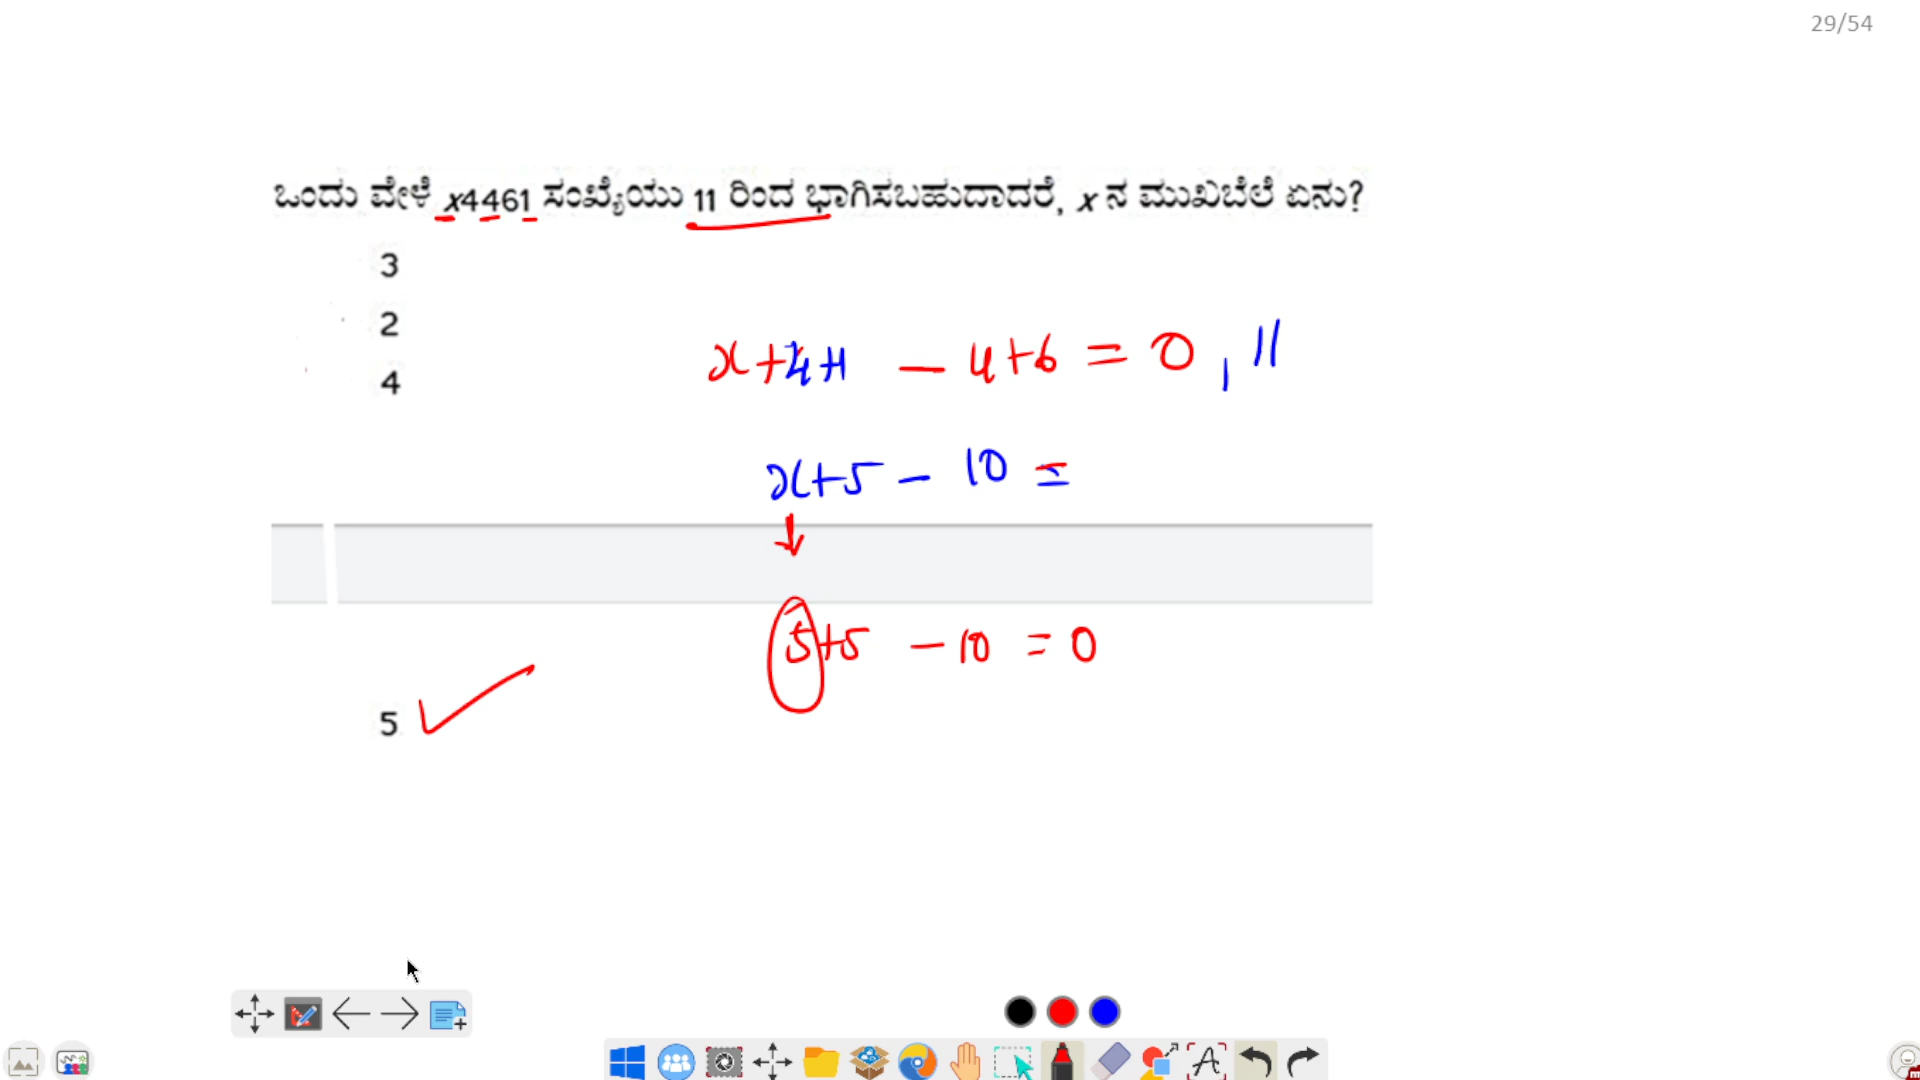 29/54
ಒಂದು ವೇಳೆ x4461 ಸಂಖ್ಯೆಯು 11 ರಿಂದ ಭಾಗಿಸಬಹುದಾದರೆ, x ನ ಮುಖಬೆಲೆ ಏನು?
3
2
4
x+4+1 - 4+6 = 0, 11
x+5 - 10 =
5+5 - 10 = 0
5